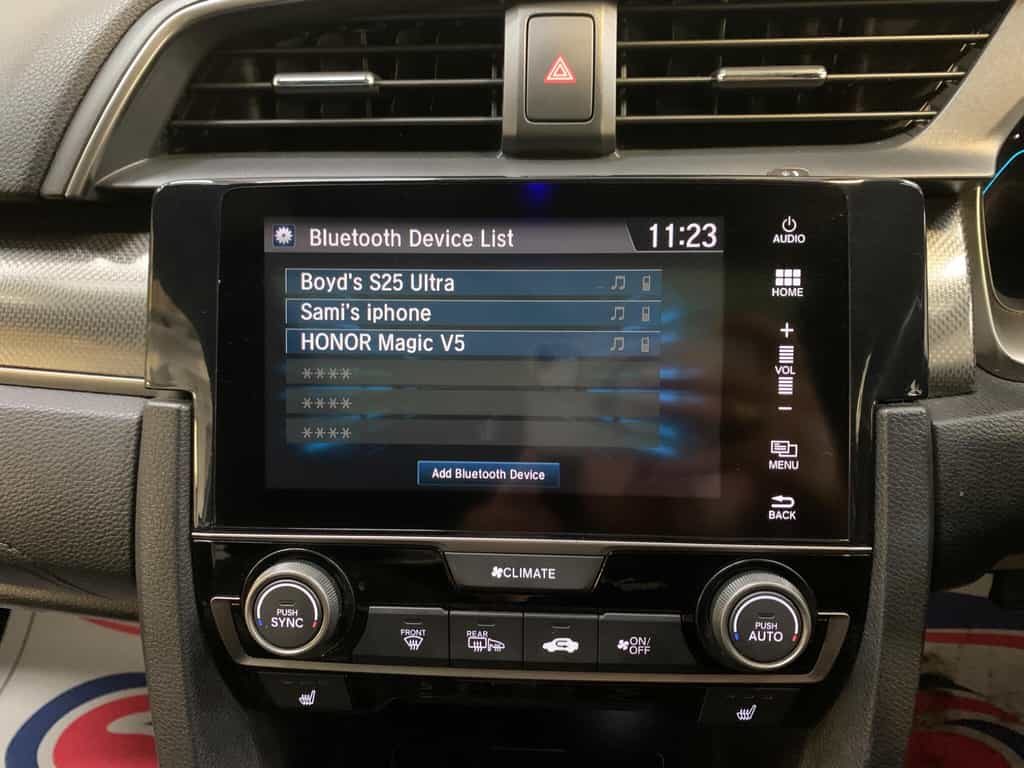 Bluetooth Device List 11:23
Boyd's S25 Ultra
Sami's iphone
HONOR Magic V5
****
****
****
Add Bluetooth Device
AUDIO
HOME
+
VOL
−
MENU
BACK
CLIMATE
PUSH
SYNC
FRONT
REAR
ON/
OFF
PUSH
AUTO